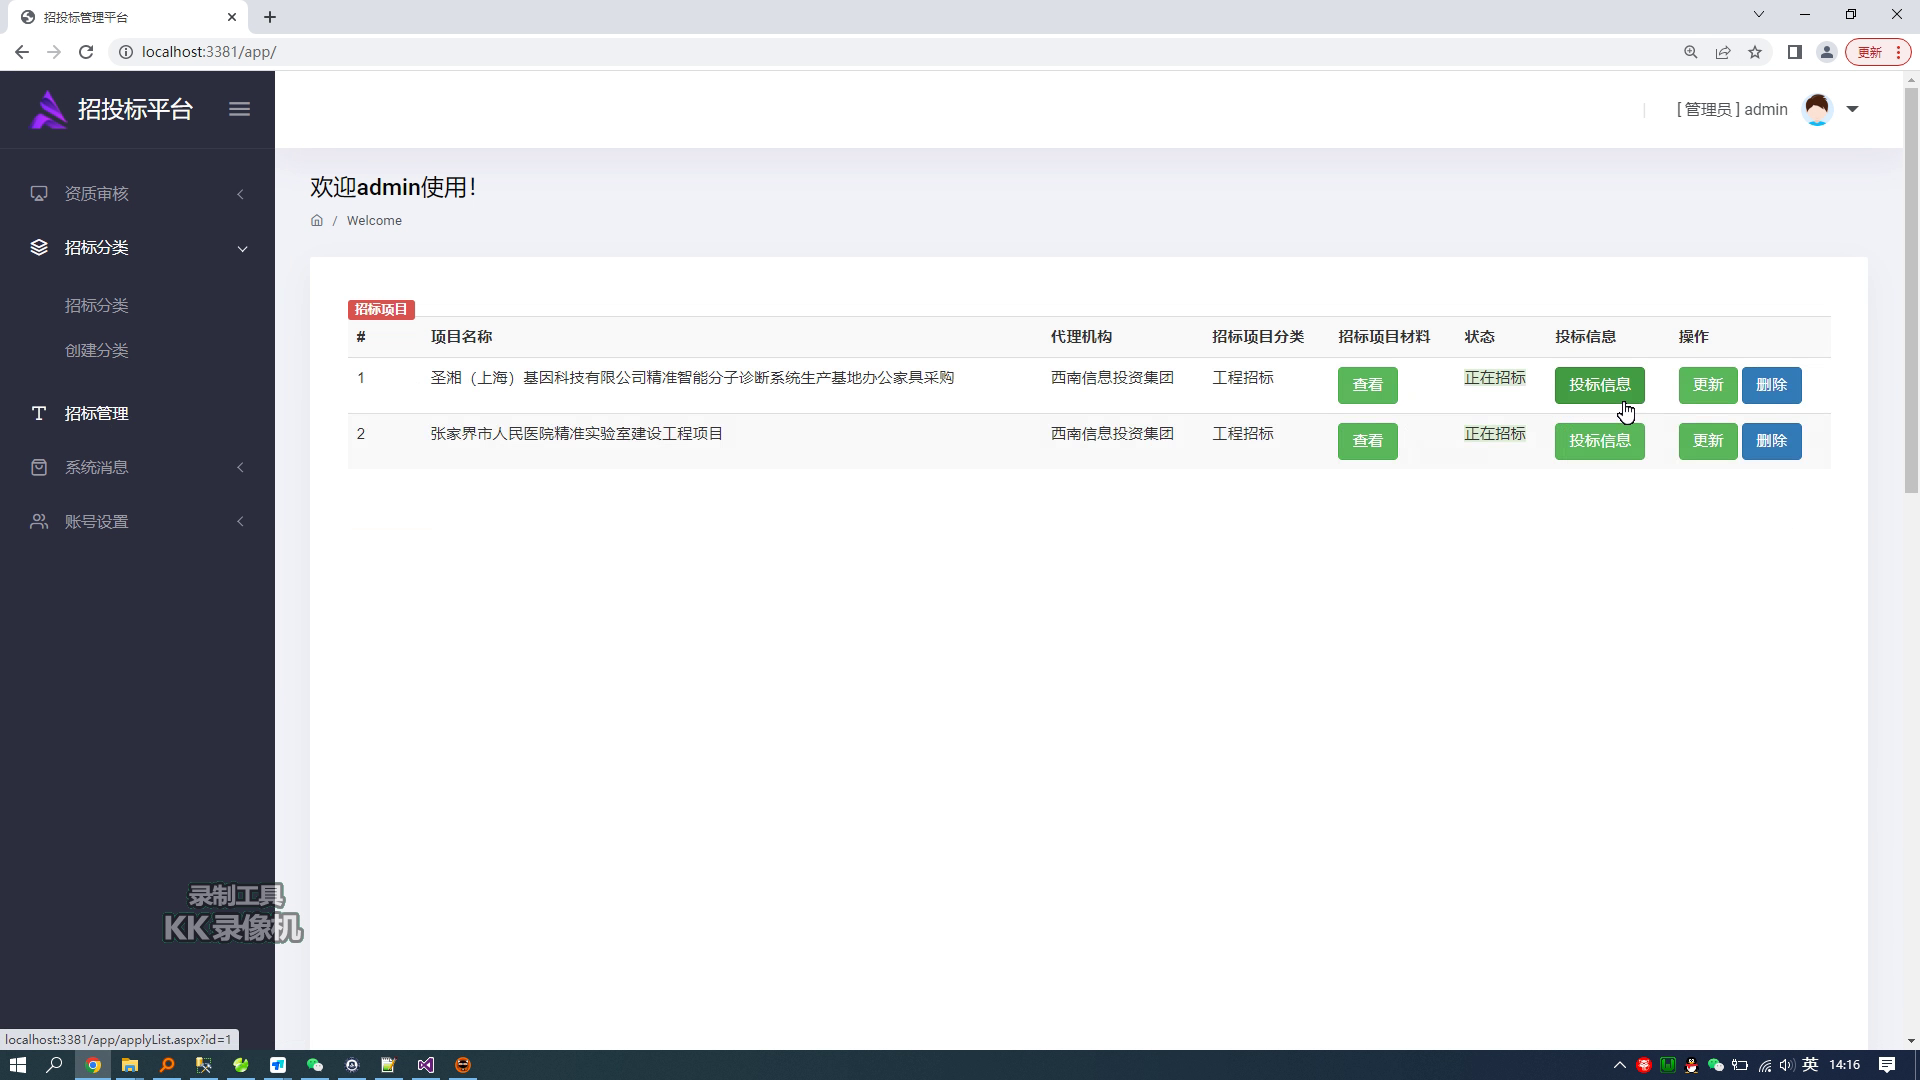 招投标管理平台
localhost:3381/app/
更新
招投标平台
[ 管理员 ] admin
资质审核
招标分类
招标分类
创建分类
招标管理
系统消息
账号设置
欢迎admin使用！
/ Welcome
招标项目
# 项目名称 代理机构 招标项目分类 招标项目材料 状态 投标信息 操作
1 圣湘（上海）基因科技有限公司精准智能分子诊断系统生产基地办公家具采购 西南信息投资集团 工程招标 查看 正在招标 投标信息 更新 删除
2 张家界市人民医院精准实验室建设工程项目 西南信息投资集团 工程招标 查看 正在招标 投标信息 更新 删除
录制工具
KK录像机
localhost:3381/app/applyList.aspx?id=1
英 14:16